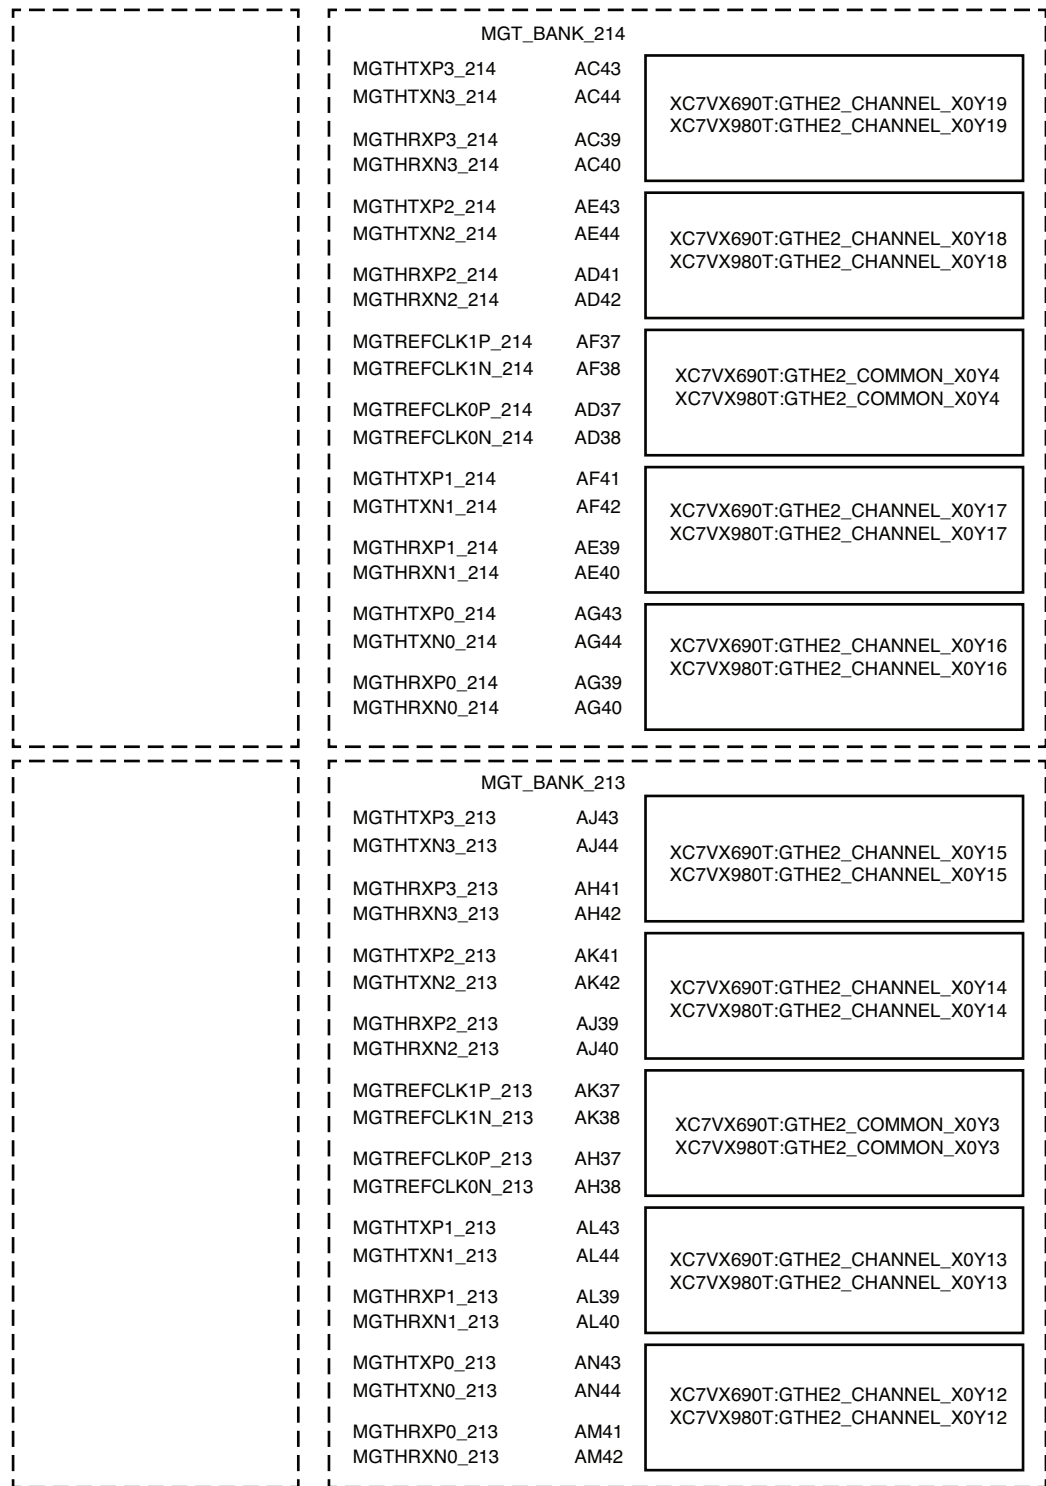 MGT_BANK_214
MGTHTXP3_214 AC43
MGTHTXN3_214 AC44
XC7VX690T:GTHE2_CHANNEL_X0Y19
XC7VX980T:GTHE2_CHANNEL_X0Y19
MGTHRXP3_214 AC39
MGTHRXN3_214 AC40
MGTHTXP2_214 AE43
MGTHTXN2_214 AE44
XC7VX690T:GTHE2_CHANNEL_X0Y18
XC7VX980T:GTHE2_CHANNEL_X0Y18
MGTHRXP2_214 AD41
MGTHRXN2_214 AD42
MGTREFCLK1P_214 AF37
MGTREFCLK1N_214 AF38
XC7VX690T:GTHE2_COMMON_X0Y4
XC7VX980T:GTHE2_COMMON_X0Y4
MGTREFCLK0P_214 AD37
MGTREFCLK0N_214 AD38
MGTHTXP1_214 AF41
MGTHTXN1_214 AF42
XC7VX690T:GTHE2_CHANNEL_X0Y17
XC7VX980T:GTHE2_CHANNEL_X0Y17
MGTHRXP1_214 AE39
MGTHRXN1_214 AE40
MGTHTXP0_214 AG43
MGTHTXN0_214 AG44
XC7VX690T:GTHE2_CHANNEL_X0Y16
XC7VX980T:GTHE2_CHANNEL_X0Y16
MGTHRXP0_214 AG39
MGTHRXN0_214 AG40
MGT_BANK_213
MGTHTXP3_213 AJ43
MGTHTXN3_213 AJ44
XC7VX690T:GTHE2_CHANNEL_X0Y15
XC7VX980T:GTHE2_CHANNEL_X0Y15
MGTHRXP3_213 AH41
MGTHRXN3_213 AH42
MGTHTXP2_213 AK41
MGTHTXN2_213 AK42
XC7VX690T:GTHE2_CHANNEL_X0Y14
XC7VX980T:GTHE2_CHANNEL_X0Y14
MGTHRXP2_213 AJ39
MGTHRXN2_213 AJ40
MGTREFCLK1P_213 AK37
MGTREFCLK1N_213 AK38
XC7VX690T:GTHE2_COMMON_X0Y3
XC7VX980T:GTHE2_COMMON_X0Y3
MGTREFCLK0P_213 AH37
MGTREFCLK0N_213 AH38
MGTHTXP1_213 AL43
MGTHTXN1_213 AL44
XC7VX690T:GTHE2_CHANNEL_X0Y13
XC7VX980T:GTHE2_CHANNEL_X0Y13
MGTHRXP1_213 AL39
MGTHRXN1_213 AL40
MGTHTXP0_213 AN43
MGTHTXN0_213 AN44
XC7VX690T:GTHE2_CHANNEL_X0Y12
XC7VX980T:GTHE2_CHANNEL_X0Y12
MGTHRXP0_213 AM41
MGTHRXN0_213 AM42